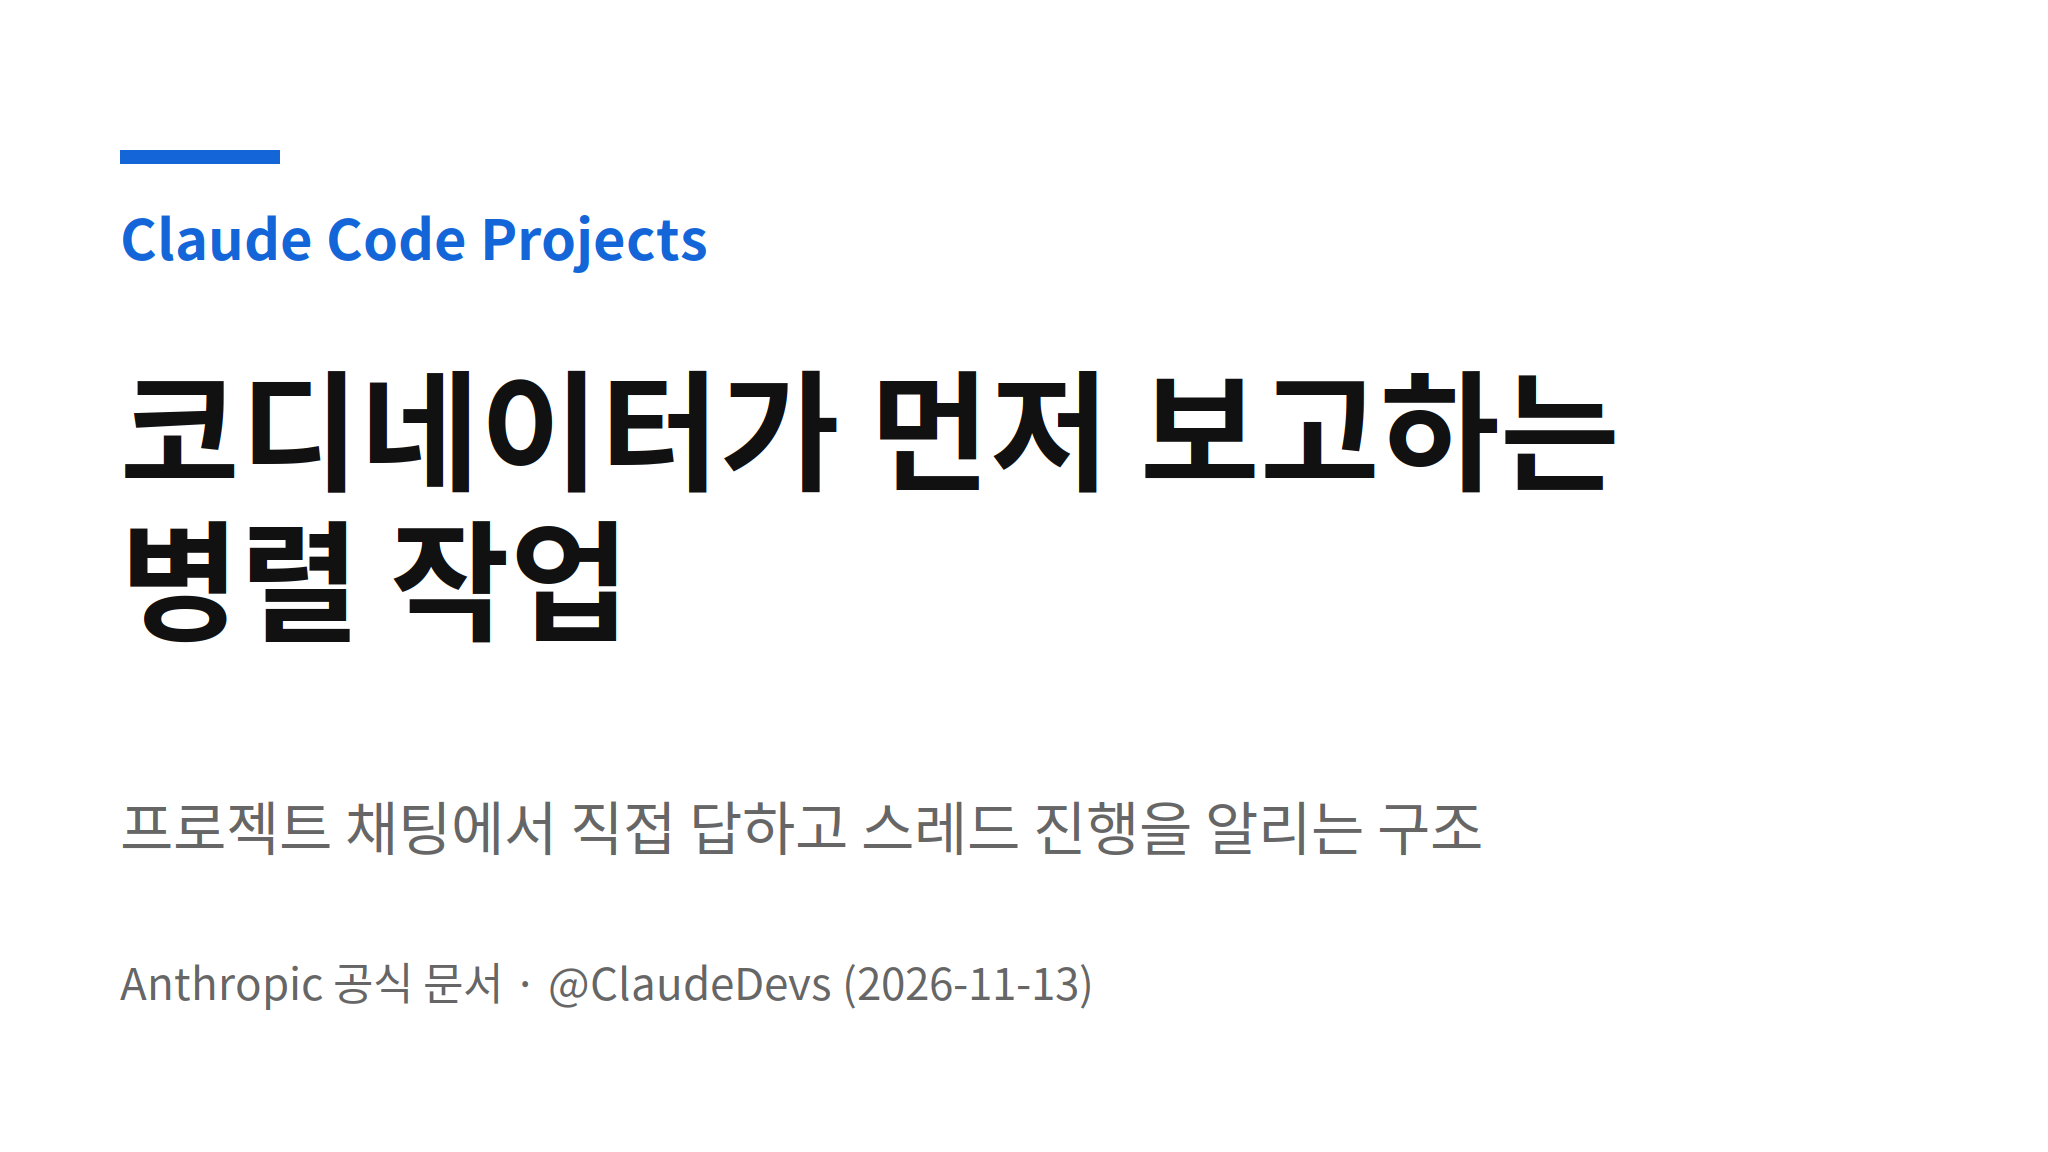 Claude Code Projects
코디네이터가 먼저 보고하는
병렬 작업
프로젝트 채팅에서 직접 답하고 스레드 진행을 알리는 구조
Anthropic 공식 문서 · @ClaudeDevs (2026-11-13)